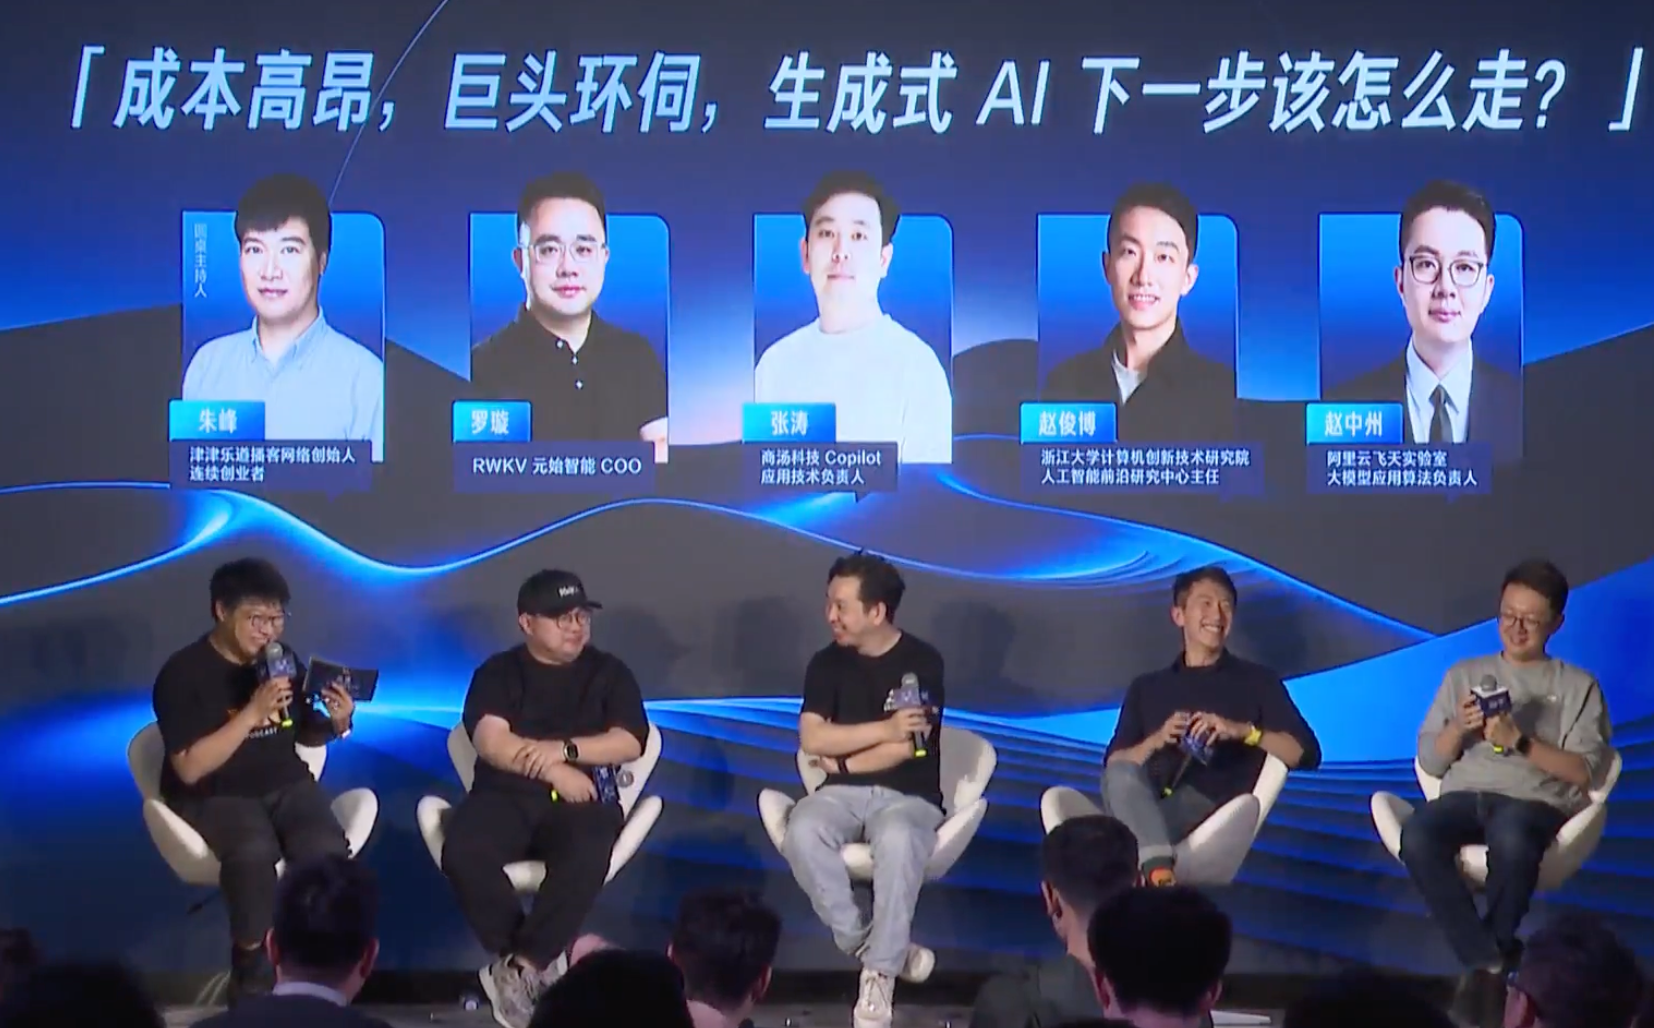 「成本高昂，巨头环伺，生成式 AI 下一步该怎么走？」
圆桌主持人
朱峰
津津乐道播客网络创始人
连续创业者
罗璇
RWKV 元始智能 COO
张涛
商汤科技 Copilot
应用技术负责人
赵俊博
浙江大学计算机创新技术研究院
人工智能前沿研究中心主任
赵中州
阿里云飞天实验室
大模型应用算法负责人